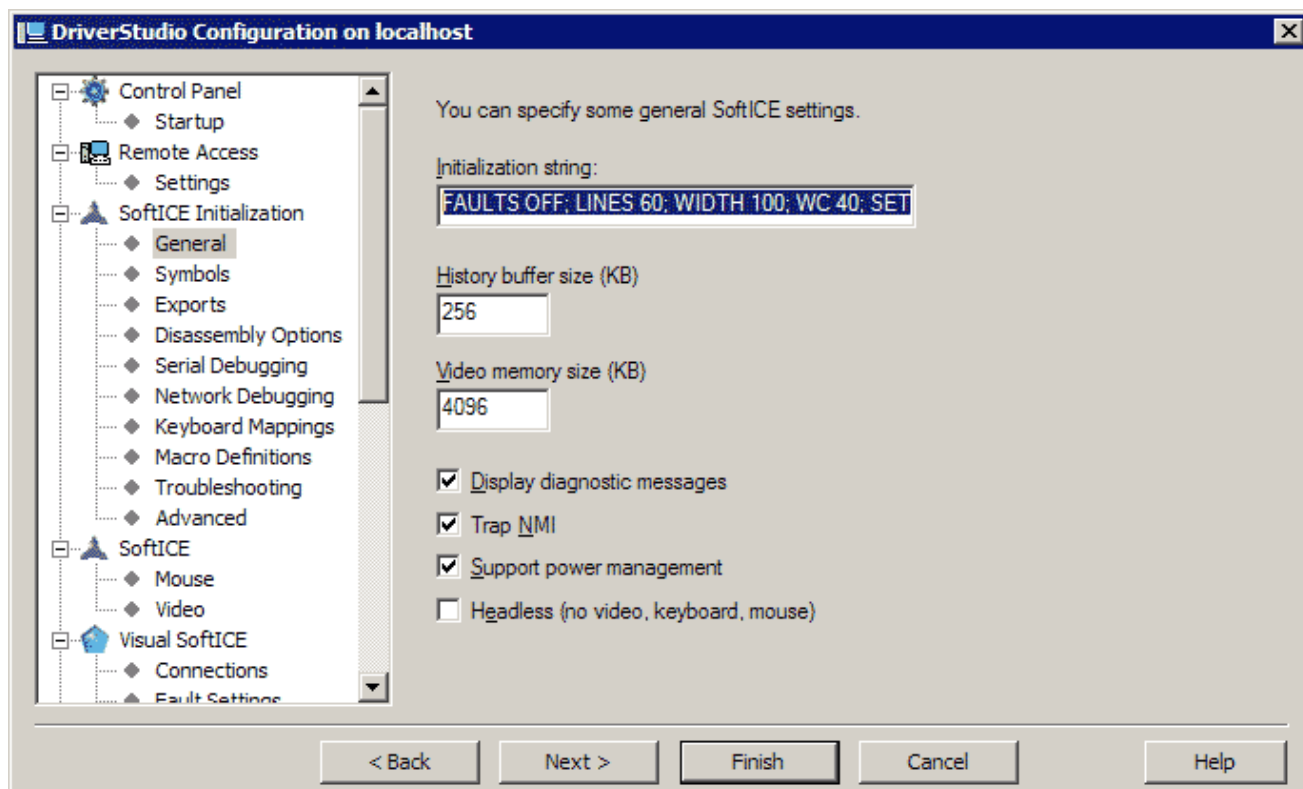 DriverStudio Configuration on localhost
Control Panel
Startup
Remote Access
Settings
SoftICE Initialization
General
Symbols
Exports
Disassembly Options
Serial Debugging
Network Debugging
Keyboard Mappings
Macro Definitions
Troubleshooting
Advanced
SoftICE
Mouse
Video
Visual SoftICE
Connections
Fault Settings
You can specify some general SoftICE settings.
Initialization string:
FAULTS OFF; LINES 60; WIDTH 100; WC 40; SET
History buffer size (KB)
256
Video memory size (KB)
4096
Display diagnostic messages
Trap NMI
Support power management
Headless (no video, keyboard, mouse)
< Back
Next >
Finish
Cancel
Help